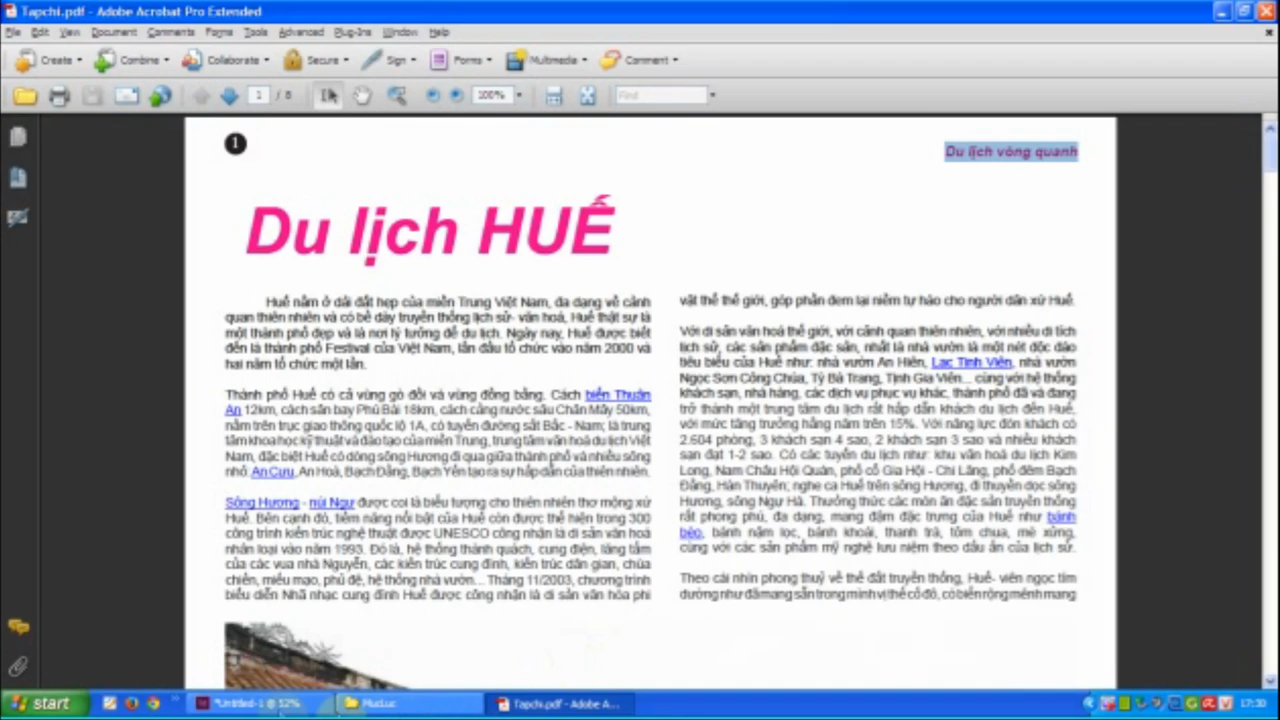 Tapchi.pdf - Adobe Acrobat Pro Extended
File Edit View Document Comments Forms Tools Advanced Plug-Ins Window Help
Create Combine Collaborate Secure Sign Forms Multimedia Comment
1 / 8 100% Find
1
Du lịch vòng quanh
Du lịch HUẾ
Huế nằm ở dải đất hẹp của miền Trung Việt Nam, đa dạng về cảnh
quan thiên nhiên và có bề dày truyền thống lịch sử- văn hoá, Huế thật sự là
một thành phố đẹp và là nơi lý tưởng để du lịch. Ngày nay, Huế được biết
đến là thành phố Festival của Việt Nam, lần đầu tổ chức vào năm 2000 và
hai năm tổ chức một lần.
Thành phố Huế có cả vùng gò đồi và vùng đồng bằng. Cách biển Thuận
An 12km, cách sân bay Phú Bài 18km, cách cảng nước sâu Chân Mây 50km,
nằm trên trục giao thông quốc lộ 1A, có tuyến đường sắt Bắc - Nam; là trung
tâm khoa học kỹ thuật và đào tạo của miền Trung, trung tâm văn hoá du lịch Việt
Nam, đặc biệt Huế có dòng sông Hương đi qua giữa thành phố và nhiều sông
nhỏ: An Cựu, An Hoà, Bạch Đằng, Bạch Yến tạo ra sự hấp dẫn của thiên nhiên.
Sông Hương - núi Ngự được coi là biểu tượng cho thiên nhiên thơ mộng xứ
Huế. Bên cạnh đó, tiềm năng nổi bật của Huế còn được thể hiện trong 300
công trình kiến trúc nghệ thuật được UNESCO công nhận là di sản văn hoá
nhân loại vào năm 1993. Đó là, hệ thống thành quách, cung điện, lăng tẩm
của các vua nhà Nguyễn, các kiến trúc cung đình, kiến trúc dân gian, chùa
chiền, miếu mạo, phủ đệ, hệ thống nhà vườn... Tháng 11/2003, chương trình
biểu diễn Nhã nhạc cung đình Huế được công nhận là di sản văn hóa phi
vật thể thế giới, góp phần đem lại niềm tự hào cho người dân xứ Huế.
Với di sản văn hoá thế giới, với cảnh quan thiên nhiên, với nhiều di tích
lịch sử, các sản phẩm đặc sản, nhất là nhà vườn là một nét độc đáo
tiêu biểu của Huế như: nhà vườn An Hiên, Lạc Tịnh Viên, nhà vườn
Ngọc Sơn Công Chúa, Tỳ Bà Trang, Tịnh Gia Viên... cùng với hệ thống
khách sạn, nhà hàng, các dịch vụ phục vụ khác, thành phố đã và đang
trở thành một trung tâm du lịch rất hấp dẫn khách du lịch đến Huế,
với mức tăng trưởng hằng năm trên 15%. Với năng lực đón khách có
2.604 phòng, 3 khách sạn 4 sao, 2 khách sạn 3 sao và nhiều khách
sạn đạt 1-2 sao. Có các tuyến du lịch như: khu văn hoá du lịch Kim
Long, Nam Châu Hội Quán, phố cổ Gia Hội - Chi Lăng, phố đêm Bạch
Đằng, Hàn Thuyên; nghe ca Huế trên sông Hương, đi thuyền dọc sông
Hương, sông Ngự Hà. Thưởng thức các món ăn đặc sản truyền thống
rất phong phú, đa dạng, mang đậm đặc trưng của Huế như bánh
bèo, bánh nậm lọc, bánh khoái, thanh trà, tôm chua, mè xửng,
cùng với các sản phẩm mỹ nghệ lưu niệm theo dấu ấn của lịch sử.
Theo cái nhìn phong thuỷ về thế đất truyền thống, Huế- viên ngọc tím
dường như đã mang sẵn trong mình vị thế cố đô, có biển rộng mênh mang
start *Untitled-1 @ 52% MucLuc Tapchi.pdf - Adobe A... 17:30